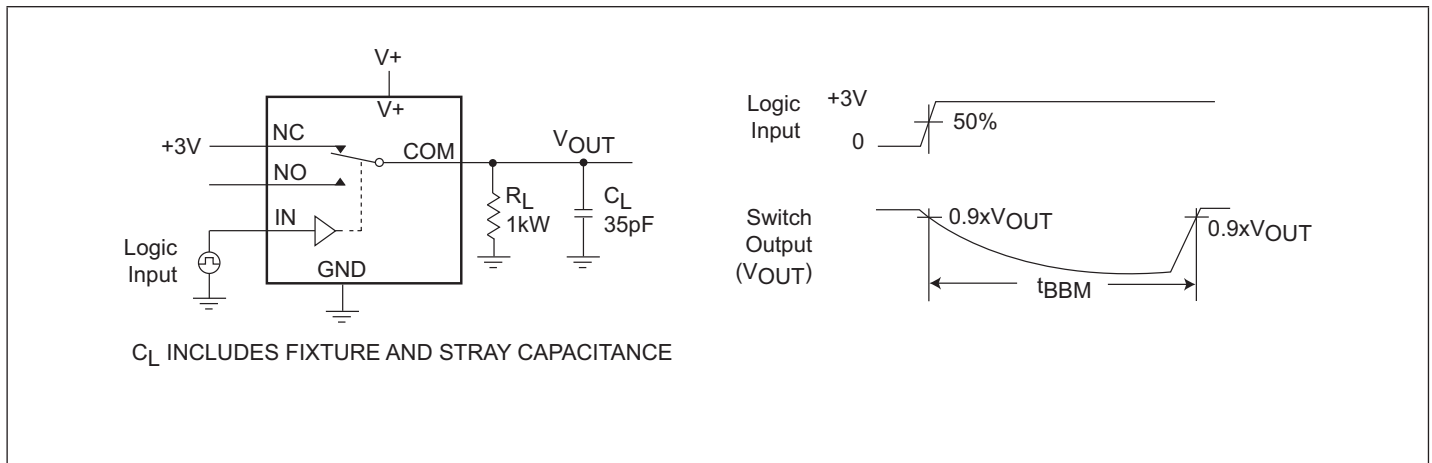 V+
V+
+3V
NC
COM
VOUT
NO
RL
1kW
CL
35pF
IN
Logic
Input
GND
CL INCLUDES FIXTURE AND STRAY CAPACITANCE
Logic
Input
+3V
0
50%
Switch
Output
(VOUT)
0.9xVOUT
0.9xVOUT
tBBM